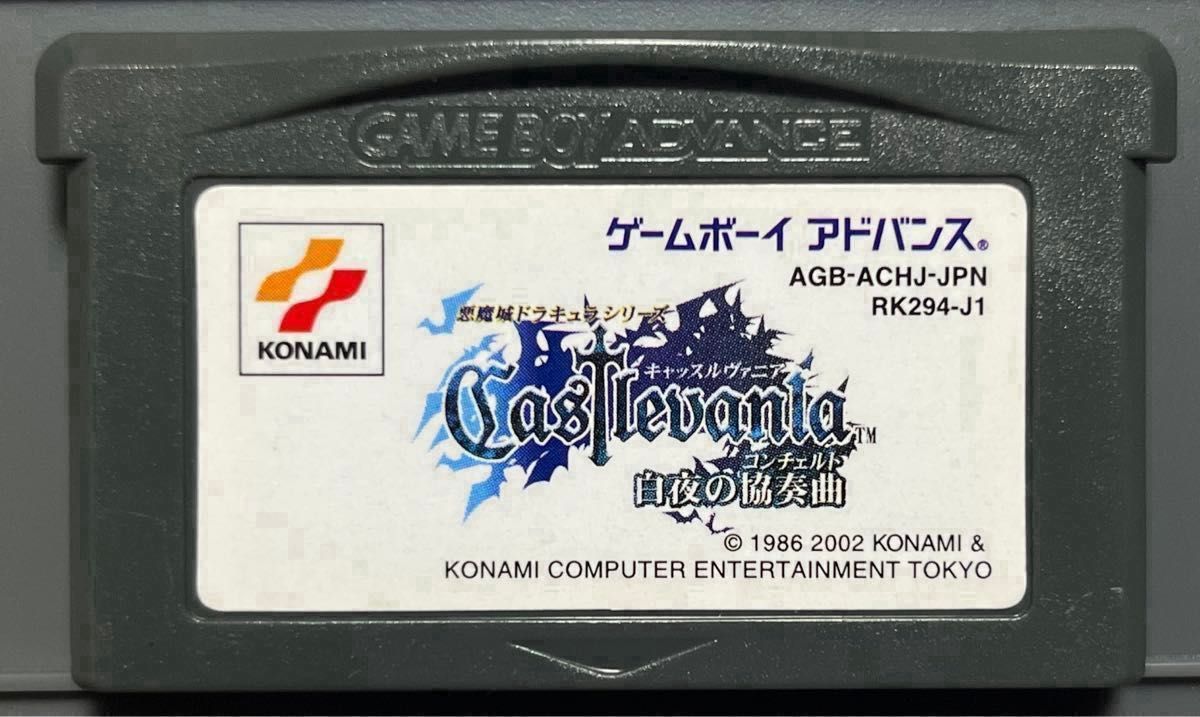 GAME BOY ADVANCE
KONAMI
ゲームボーイ アドバンス®
AGB-ACHJ-JPN
RK294-J1
悪魔城ドラキュラシリーズ
キャッスルヴァニア
Castlevania™
コンチェルト
白夜の協奏曲
© 1986 2002 KONAMI &
KONAMI COMPUTER ENTERTAINMENT TOKYO